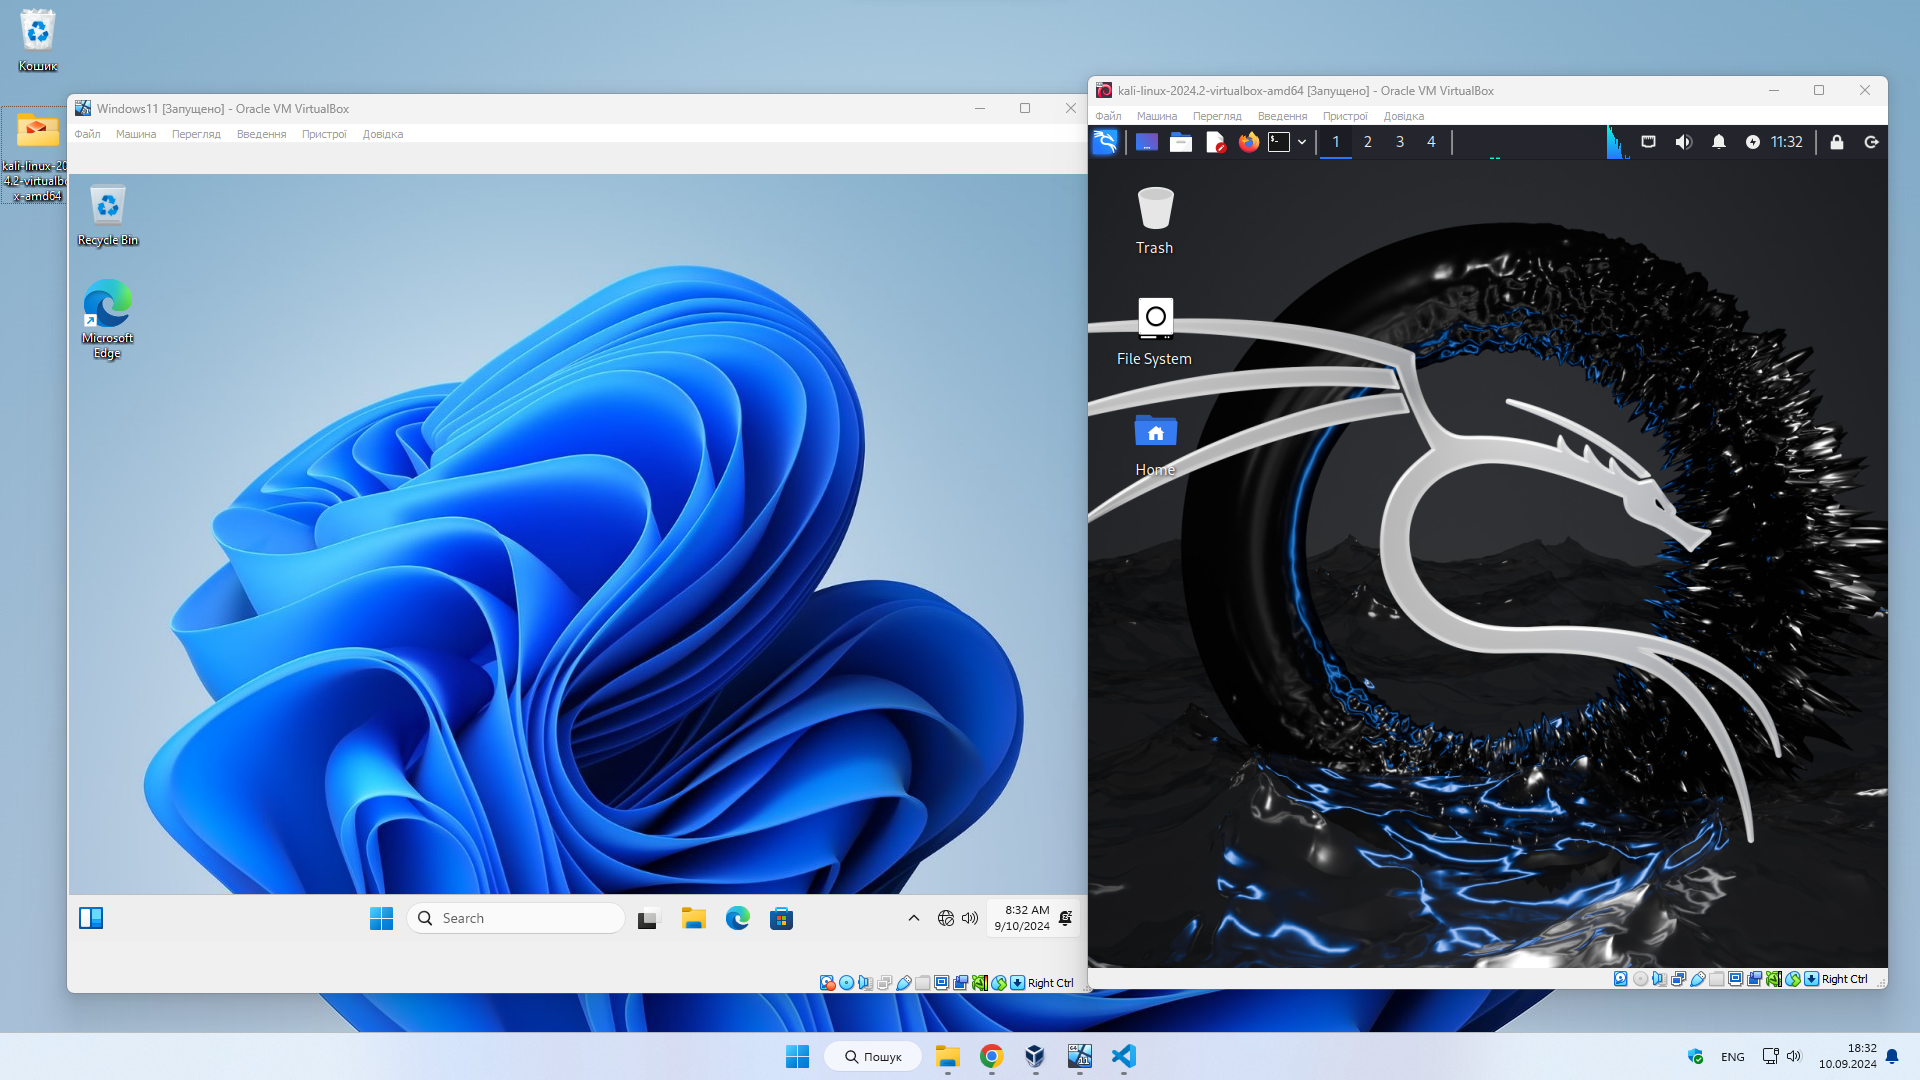 Кошик
kali-linux-20
4.2-virtualbo
x-amd64
Windows11 [Запущено] - Oracle VM VirtualBox
Файл Машина Перегляд Введення Пристрої Довідка
Recycle Bin
Microsoft
Edge
Search
8:32 AM
9/10/2024
Right Ctrl
kali-linux-2024.2-virtualbox-amd64 [Запущено] - Oracle VM VirtualBox
Файл Машина Перегляд Введення Пристрої Довідка
1 2 3 4
11:32
Trash
File System
Home
Right Ctrl
Пошук
ENG
18:32
10.09.2024